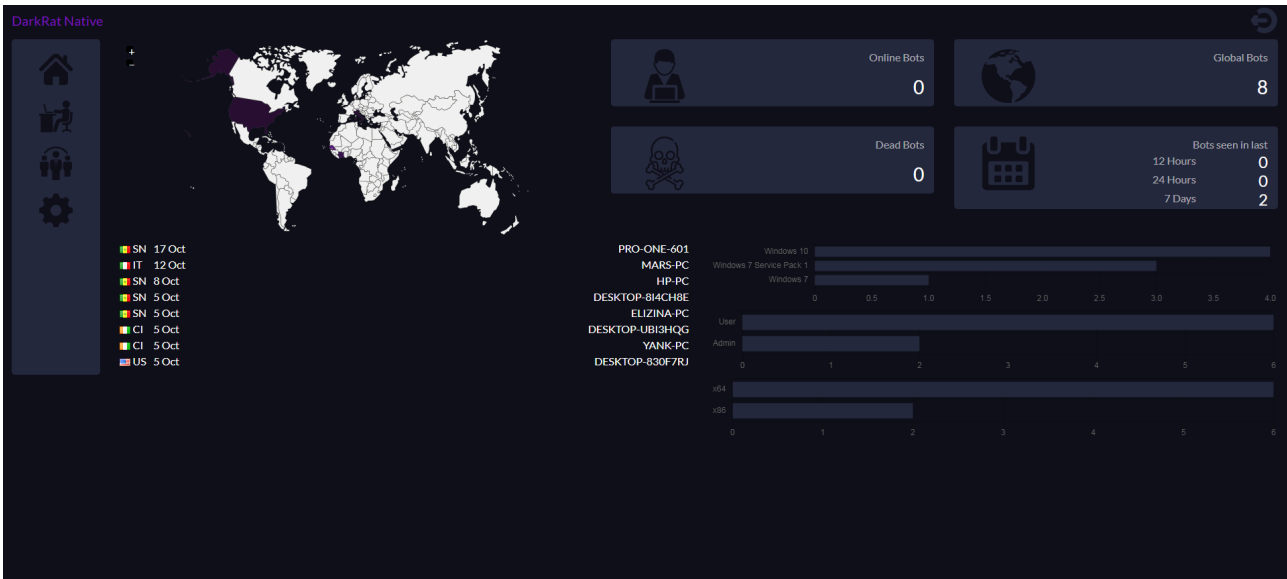 DarkRat Native
+
−
Online Bots
0
Global Bots
8
Dead Bots
0
Bots seen in last
12 Hours 0
24 Hours 0
7 Days 2
SN 17 Oct PRO-ONE-601
IT 12 Oct MARS-PC
SN 8 Oct HP-PC
SN 5 Oct DESKTOP-8I4CH8E
SN 5 Oct ELIZINA-PC
CI 5 Oct DESKTOP-UBI3HQG
CI 5 Oct YANK-PC
US 5 Oct DESKTOP-830F7RJ
Windows 10
Windows 7 Service Pack 1
Windows 7
0 0.5 1.0 1.5 2.0 2.5 3.0 3.5 4.0
User
Admin
0 1 2 3 4 5 6
x64
x86
0 1 2 3 4 5 6